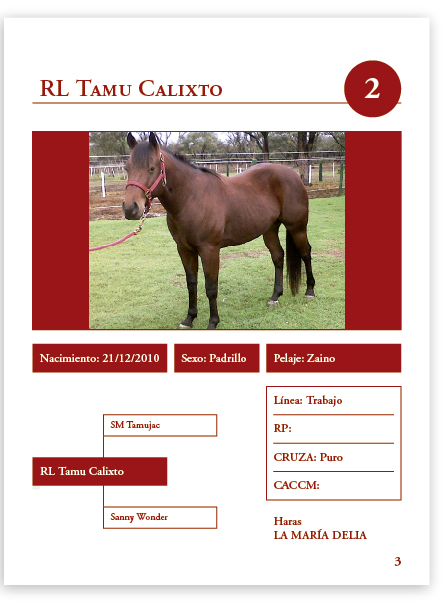 RL Tamu Calixto
2
Nacimiento: 21/12/2010
Sexo: Padrillo
Pelaje: Zaino
Línea: Trabajo
RP:
CRUZA: Puro
CACCM:
SM Tamujac
RL Tamu Calixto
Sanny Wonder
Haras
LA MARÍA DELIA
3